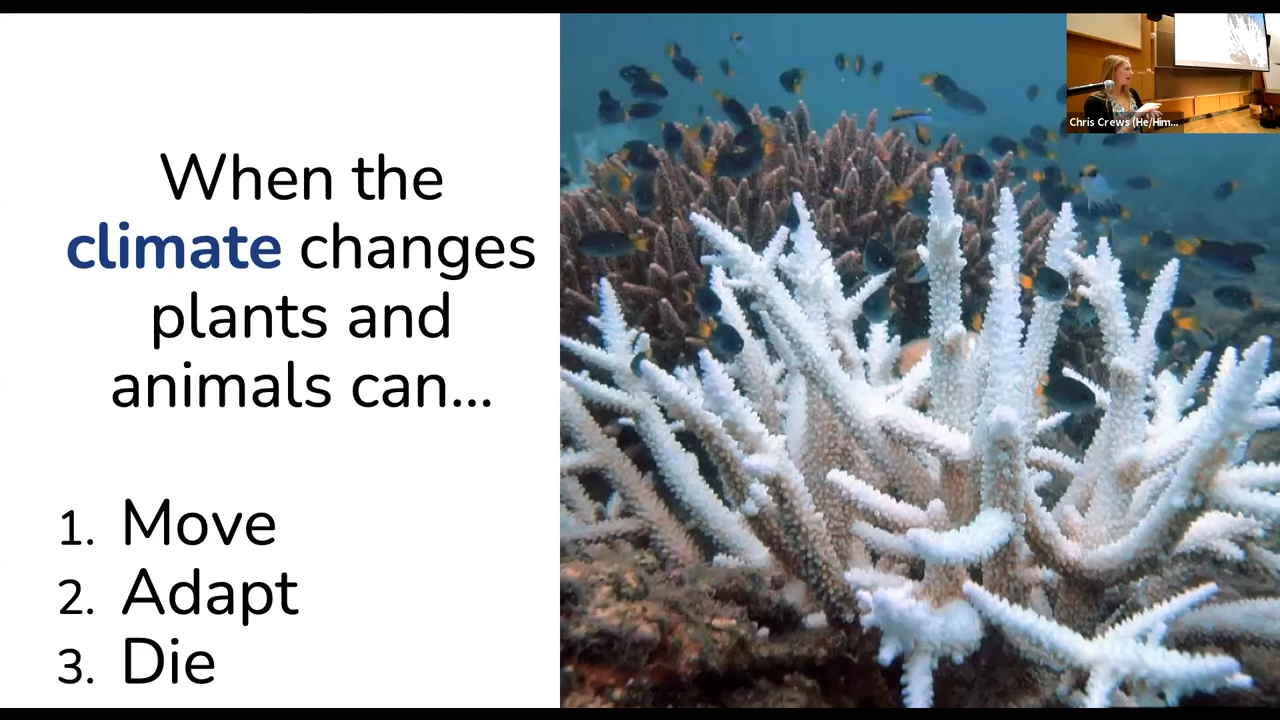 When the
climate changes
plants and
animals can...
1. Move
2. Adapt
3. Die
Chris Crews (He/Him...